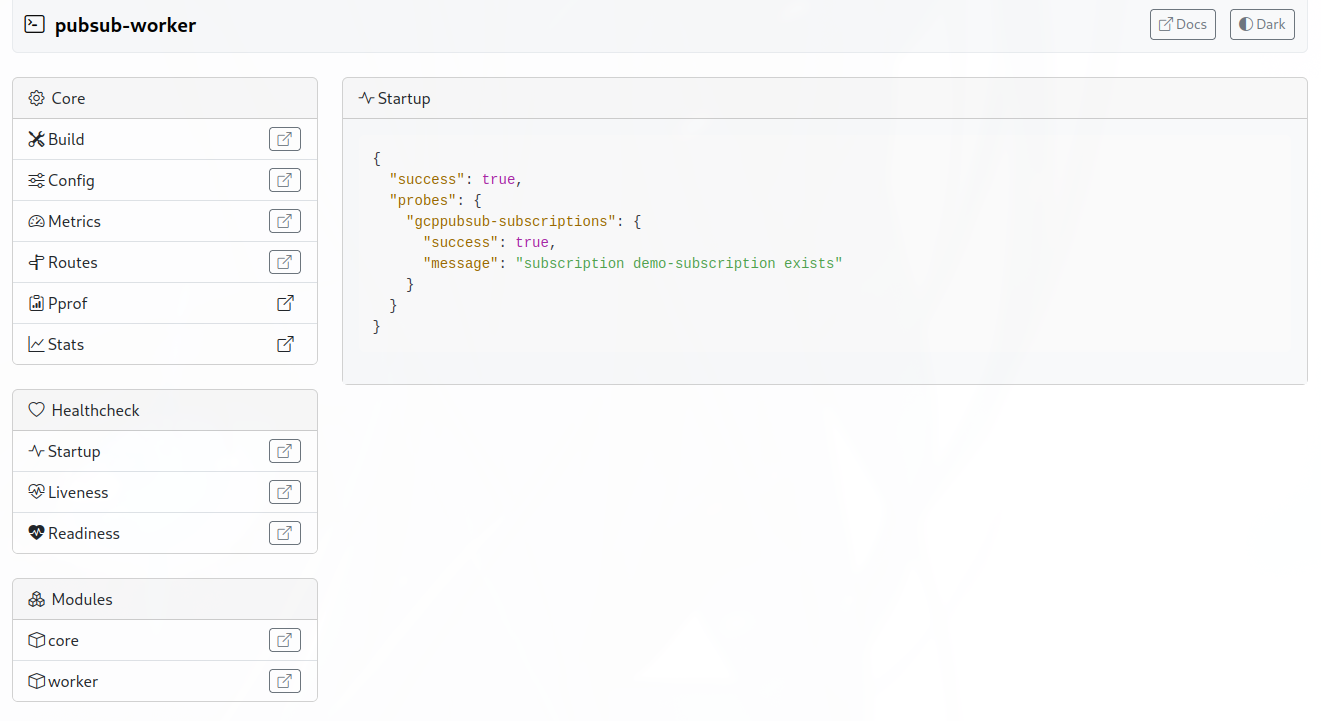 pubsub-worker
Docs
Dark
Core
Build
Config
Metrics
Routes
Pprof
Stats
Healthcheck
Startup
Liveness
Readiness
Modules
core
worker
Startup
{
  "success": true,
  "probes": {
    "gcppubsub-subscriptions": {
      "success": true,
      "message": "subscription demo-subscription exists"
    }
  }
}